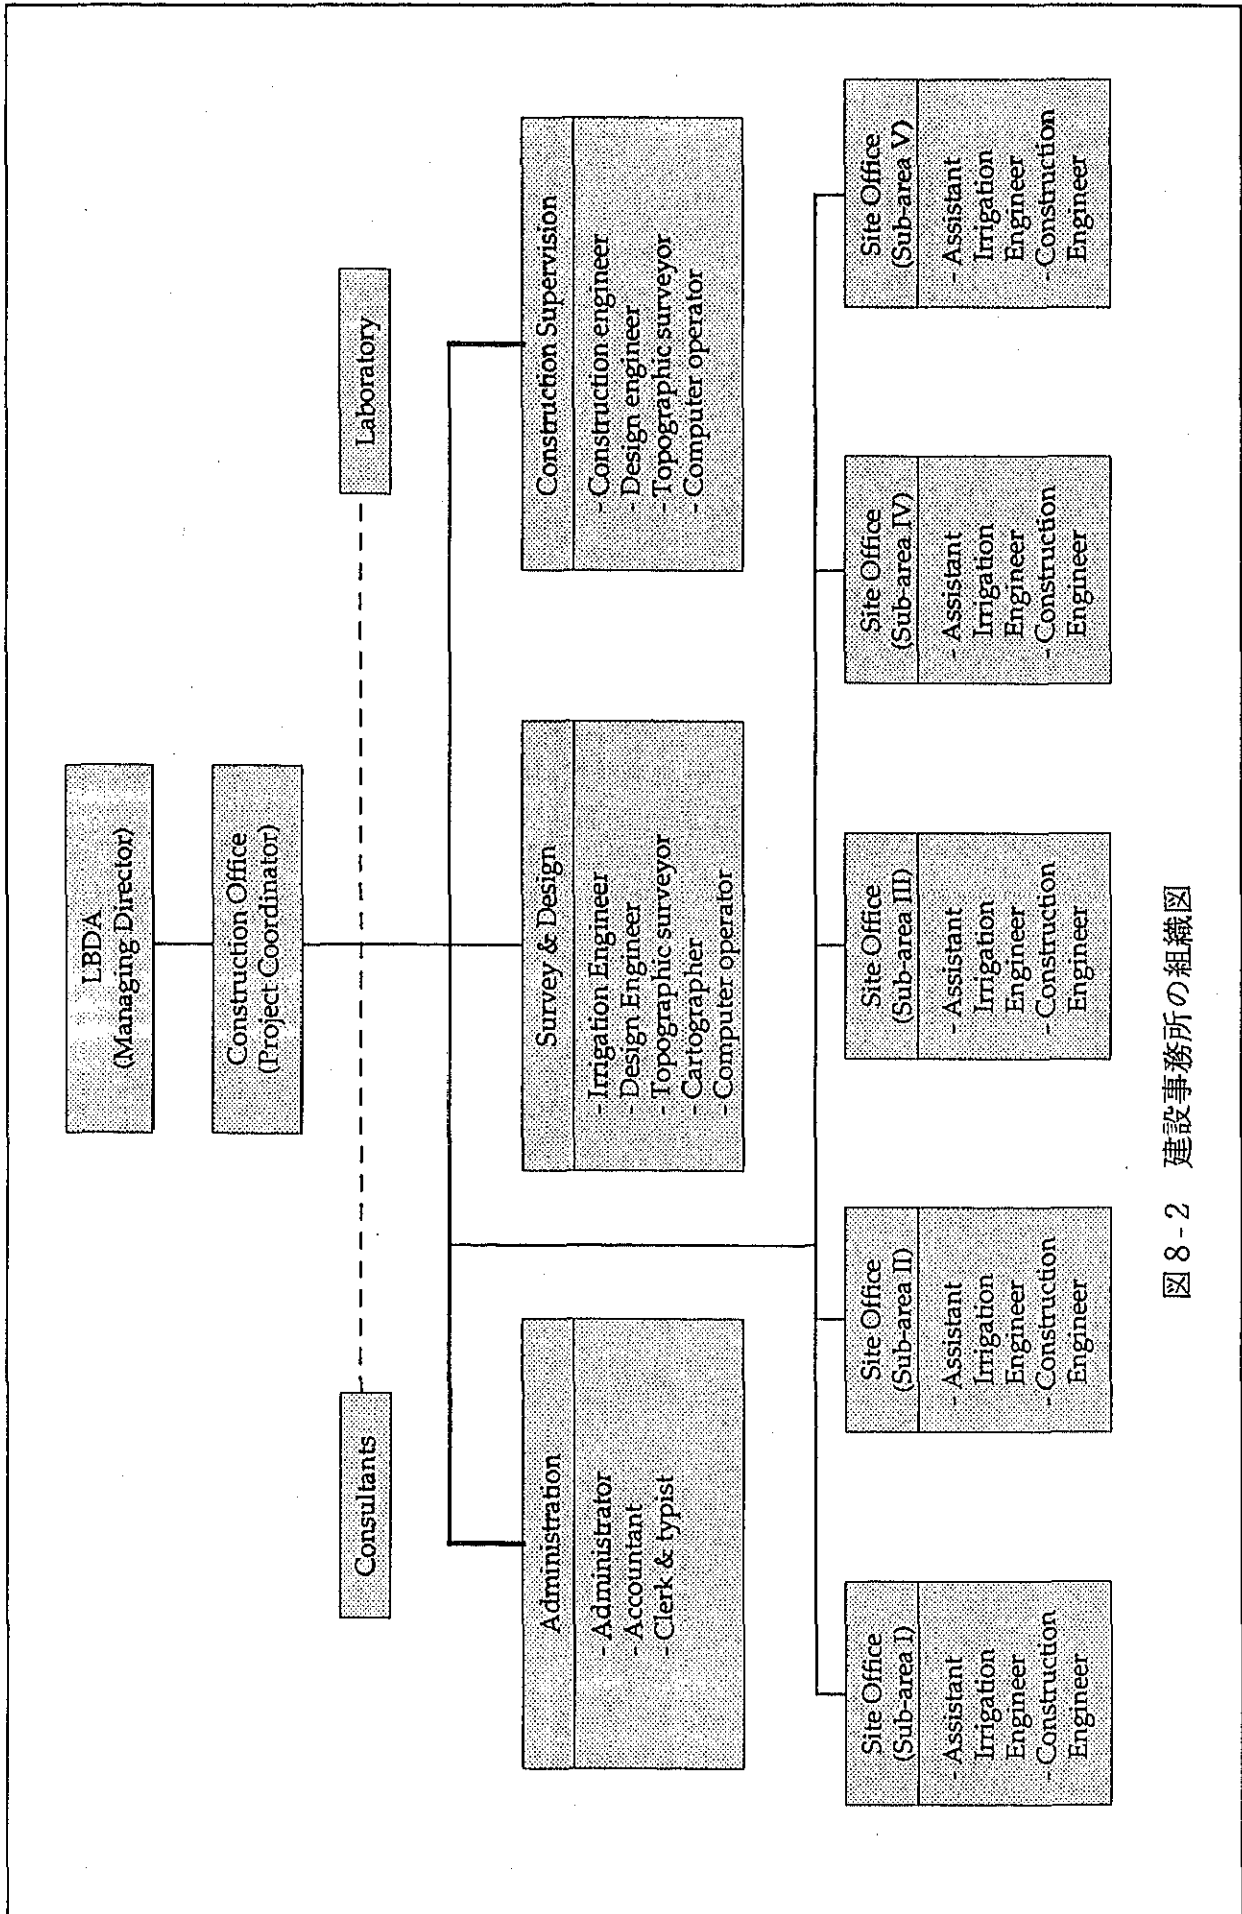 LBDA
(Managing Director)
Construction Office
(Project Coordinator)
Consultants
Laboratory
Administration
- Administrator
- Accountant
- Clerk & typist
Survey & Design
- Irrigation Engineer
- Design Engineer
- Topographic surveyor
- Cartographer
- Computer operator
Construction Supervision
- Construction engineer
- Design engineer
- Topographic surveyor
- Computer operator
Site Office
(Sub-area I)
- Assistant
Irrigation
Engineer
- Construction
Engineer
Site Office
(Sub-area II)
- Assistant
Irrigation
Engineer
- Construction
Engineer
Site Office
(Sub-area III)
- Assistant
Irrigation
Engineer
- Construction
Engineer
Site Office
(Sub-area IV)
- Assistant
Irrigation
Engineer
- Construction
Engineer
Site Office
(Sub-area V)
- Assistant
Irrigation
Engineer
- Construction
Engineer
図8-2 建設事務所の組織図